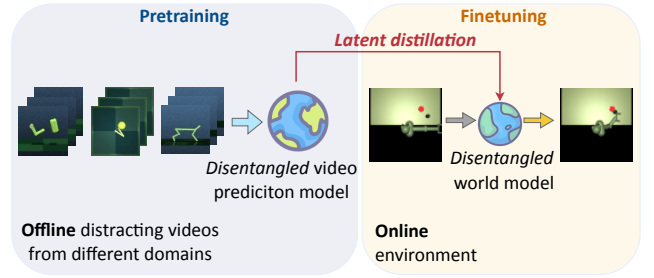 Pretraining
Finetuning
Latent distillation
Disentangled video
prediciton model
Disentangled
world model
Offline distracting videos
from different domains
Online
environment